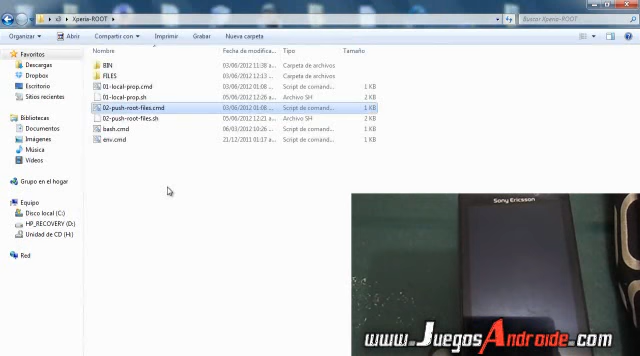 x3 ▸ Xperia-ROOT ▸
Buscar Xperia-ROOT
Organizar Abrir Compartir con Imprimir Grabar Nueva carpeta
Nombre Fecha de modifica... Tipo Tamaño
BIN 03/06/2012 11:38 a... Carpeta de archivos
FILES 03/06/2012 12:13 ... Carpeta de archivos
01-local-prop.cmd 03/06/2012 01:08 ... Script de comand... 1 KB
01-local-prop.sh 05/06/2012 12:26 a... Archivo SH 2 KB
02-push-root-files.cmd 03/06/2012 01:08 ... Script de comand... 1 KB
02-push-root-files.sh 05/06/2012 12:21 a... Archivo SH 2 KB
bash.cmd 06/03/2012 10:26 ... Script de comand... 1 KB
env.cmd 21/12/2011 01:17 a... Script de comand... 1 KB
Favoritos
Descargas
Dropbox
Escritorio
Sitios recientes
Bibliotecas
Documentos
Imágenes
Música
Vídeos
Grupo en el hogar
Equipo
Disco local (C:)
HP_RECOVERY (D:)
Unidad de CD (H:)
Red
Sony Ericsson
www.JuegosAndroide.com